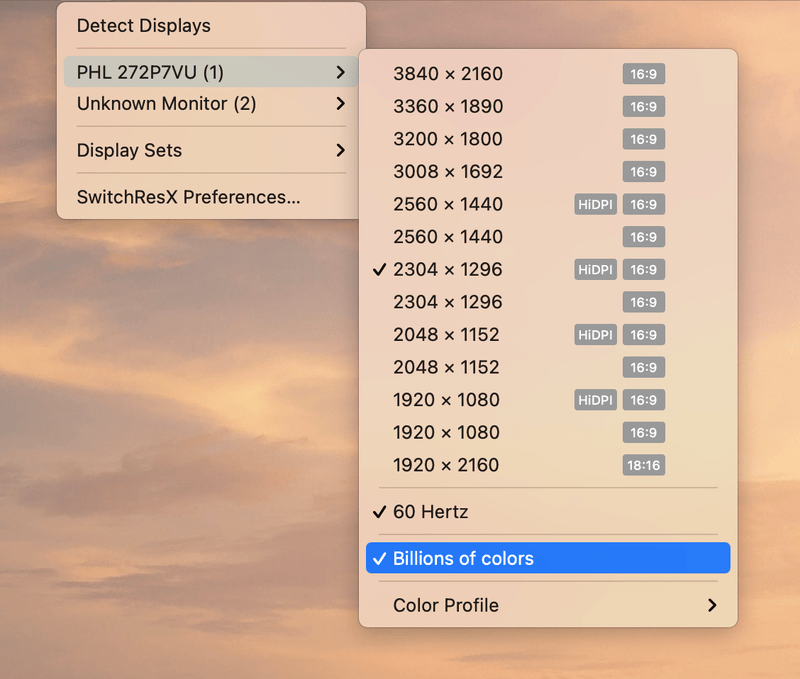 Detect Displays
PHL 272P7VU (1)
Unknown Monitor (2)
Display Sets
SwitchResX Preferences...
3840 × 2160 16:9
3360 × 1890 16:9
3200 × 1800 16:9
3008 × 1692 16:9
2560 × 1440 HiDPI 16:9
2560 × 1440 16:9
2304 × 1296 HiDPI 16:9
2304 × 1296 16:9
2048 × 1152 HiDPI 16:9
2048 × 1152 16:9
1920 × 1080 HiDPI 16:9
1920 × 1080 16:9
1920 × 2160 18:16
60 Hertz
Billions of colors
Color Profile